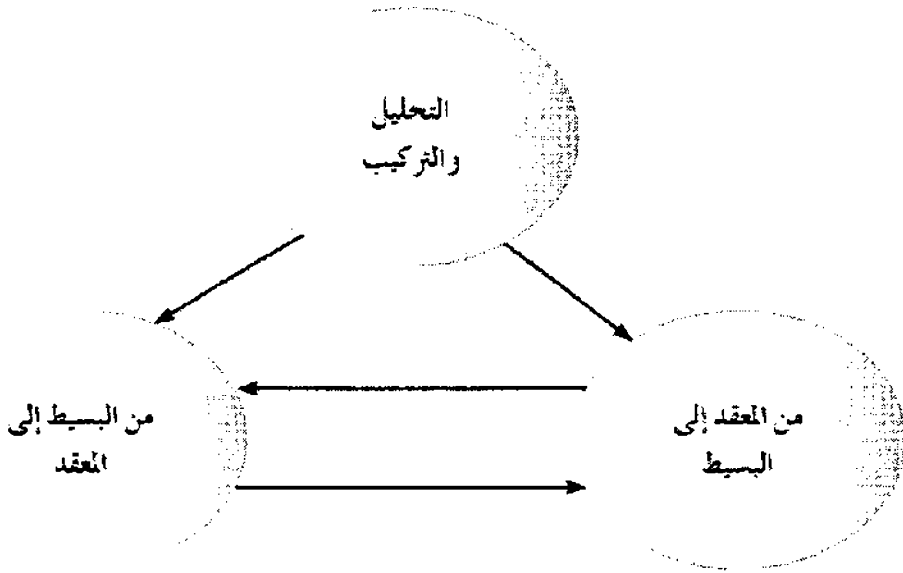 التحليل
والتركيب
من المعقد إلى
البسيط
من البسيط إلى
المعقد